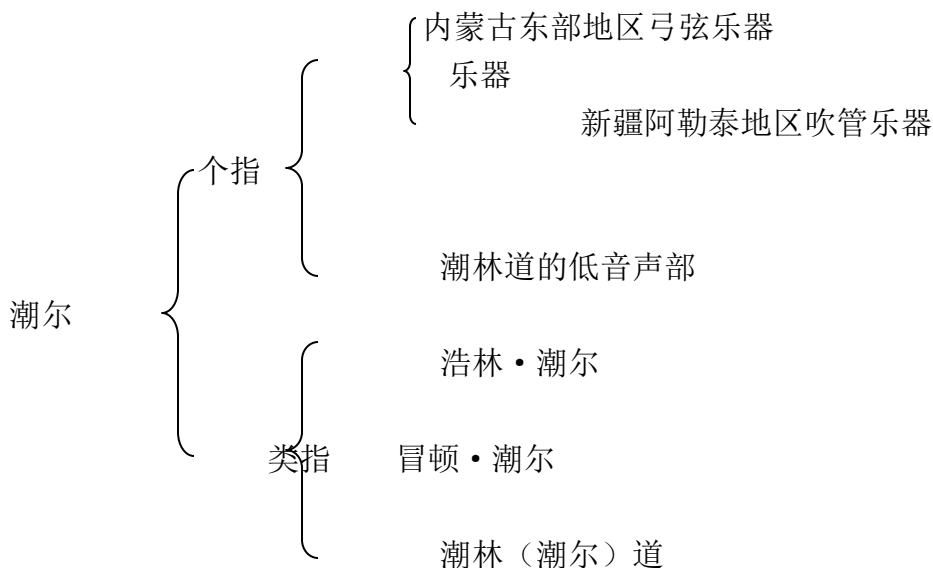 内蒙古东部地区弓弦乐器
乐器
新疆阿勒泰地区吹管乐器
个指
潮林道的低音声部
潮尔
浩林·潮尔
类指 冒顿·潮尔
潮林（潮尔）道